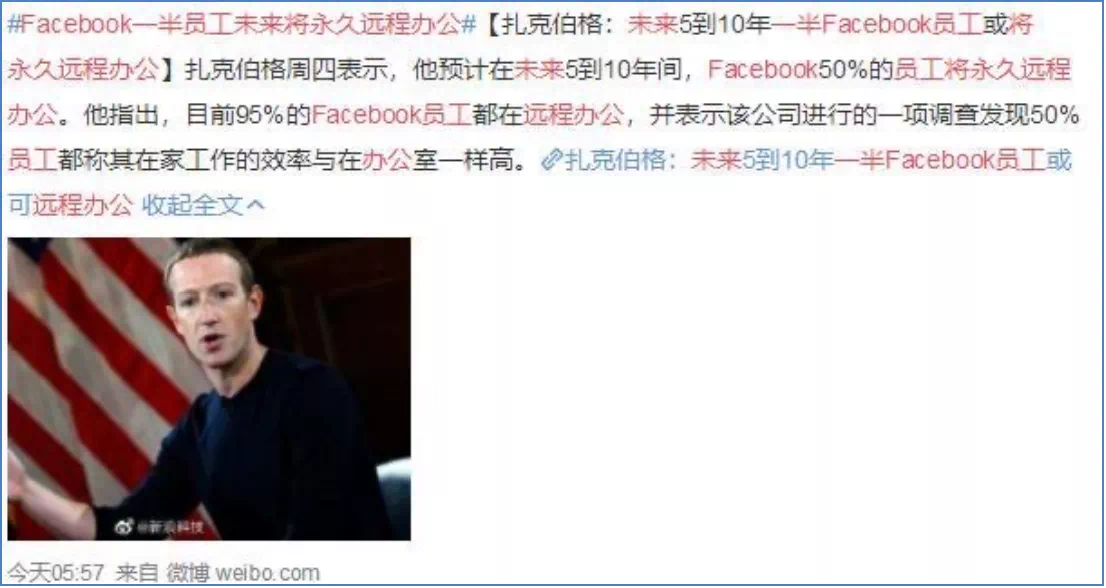 #Facebook一半员工未来将永久远程办公#【扎克伯格：未来5到10年一半Facebook员工或将
永久远程办公】扎克伯格周四表示，他预计在未来5到10年间，Facebook50%的员工将永久远程
办公。他指出，目前95%的Facebook员工都在远程办公，并表示该公司进行的一项调查发现50%
员工都称其在家工作的效率与在办公室一样高。扎克伯格：未来5到10年一半Facebook员工或
可远程办公 收起全文
@新浪科技
今天05:57 来自 微博 weibo.com